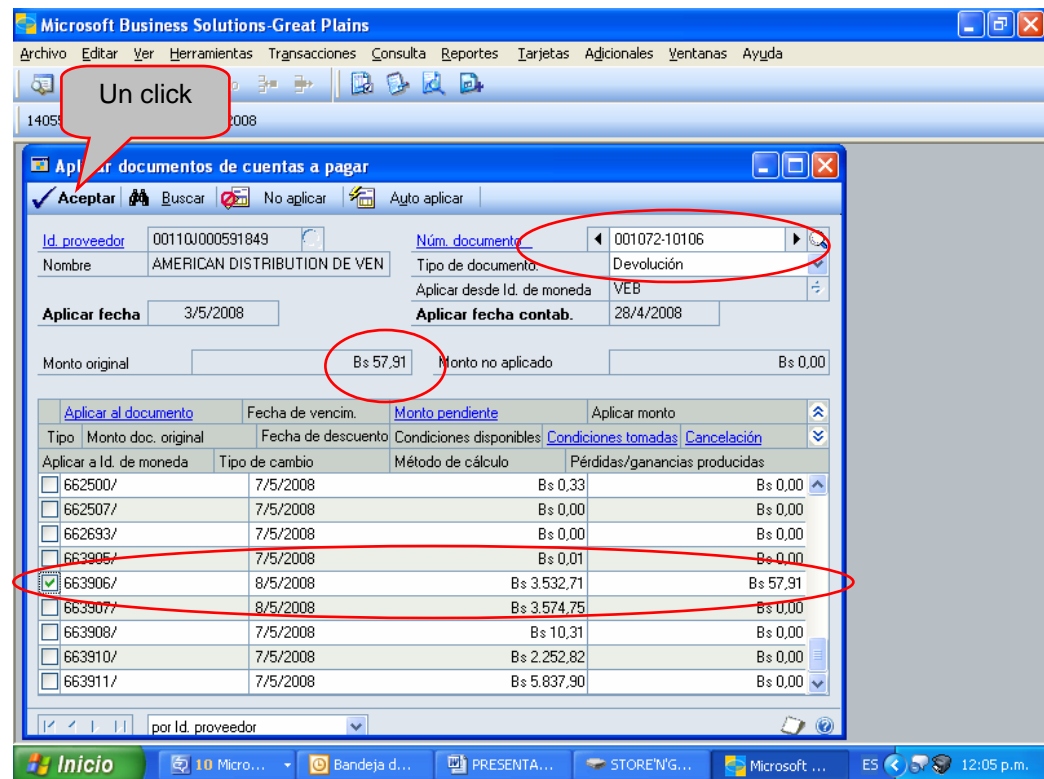 Microsoft Business Solutions-Great Plains
Archivo Editar Ver Herramientas Transacciones Consulta Reportes Tarjetas Adicionales Ventanas Ayuda
Un click
Aplicar documentos de cuentas a pagar
Aceptar Buscar No aplicar Auto aplicar
Id. proveedor 00110J000591849 Núm. documento 001072-10106
Nombre AMERICAN DISTRIBUTION DE VEN Tipo de documento: Devolución
Aplicar desde Id. de moneda VEB
Aplicar fecha 3/5/2008 Aplicar fecha contab. 28/4/2008
Monto original Bs 57,91 Monto no aplicado Bs 0,00
Aplicar al documento Fecha de vencim. Monto pendiente Aplicar monto
Tipo Monto doc. original Fecha de descuento Condiciones disponibles Condiciones tomadas Cancelación
Aplicar a Id. de moneda Tipo de cambio Método de cálculo Pérdidas/ganancias producidas
662500/ 7/5/2008 Bs 0,33 Bs 0,00
662507/ 7/5/2008 Bs 0,00 Bs 0,00
662693/ 7/5/2008 Bs 0,00 Bs 0,00
663905/ 7/5/2008 Bs 0,01 Bs 0,00
663906/ 8/5/2008 Bs 3.532,71 Bs 57,91
663907/ 8/5/2008 Bs 3.574,75 Bs 0,00
663908/ 7/5/2008 Bs 10,31 Bs 0,00
663910/ 7/5/2008 Bs 2.252,82 Bs 0,00
663911/ 7/5/2008 Bs 5.837,90 Bs 0,00
por Id. proveedor
Inicio 10 Micro... Bandeja d... PRESENTA... STORE'N'G... Microsoft ... ES 12:05 p.m.